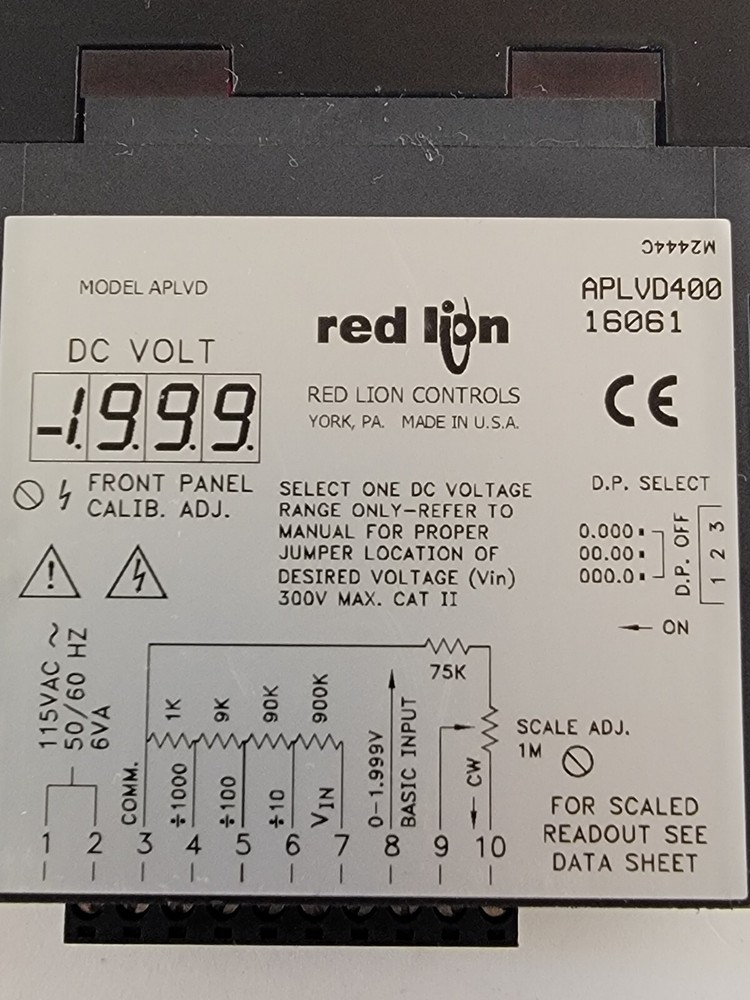 M2444C
MODEL APLVD
APLVD400
16061
red lion
DC VOLT
-1.9.9.9.
RED LION CONTROLS
YORK, PA. MADE IN U.S.A.
CE
FRONT PANEL
CALIB. ADJ.
SELECT ONE DC VOLTAGE
RANGE ONLY-REFER TO
MANUAL FOR PROPER
JUMPER LOCATION OF
DESIRED VOLTAGE (Vin)
300V MAX. CAT II
D.P. SELECT
0.000
00.00
000.0
D.P. OFF
1 2 3
ON
115VAC ~
50/60 HZ
6VA
75K
1K
9K
90K
900K
COMM.
÷1000
÷100
÷10
VIN
0-1.999V
BASIC INPUT
CW
SCALE ADJ.
1M
FOR SCALED
READOUT SEE
DATA SHEET
1 2 3 4 5 6 7 8 9 10